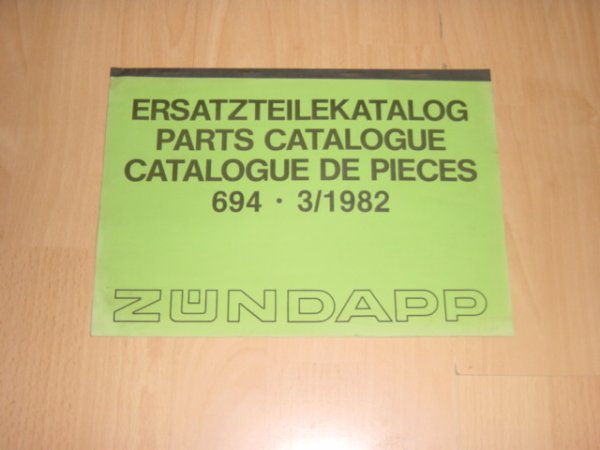 ERSATZTEILEKATALOG
PARTS CATALOGUE
CATALOGUE DE PIECES
694 · 3/1982
ZÜNDAPP